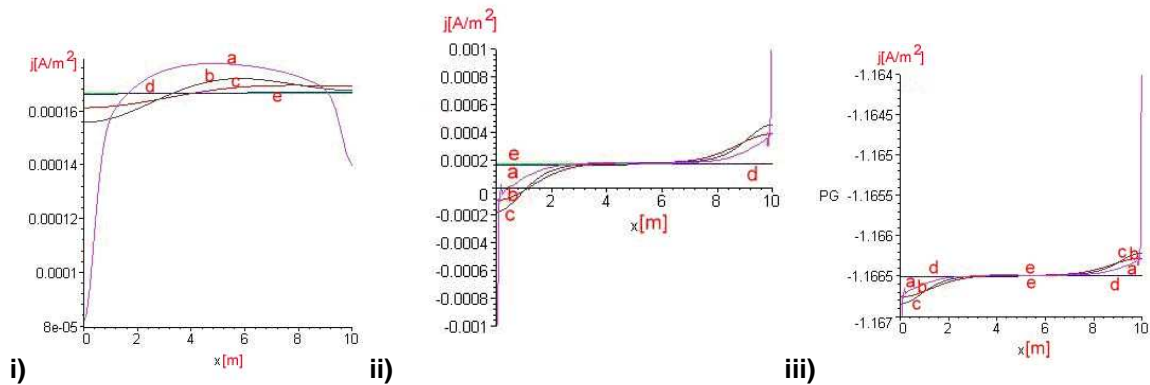 i)
j[A/m²]
0.00016
0.00014
0.00012
0.0001
8e-05
0 2 4 6 8 10
x[m]
a
b
c
d
e
ii)
j[A/m²]
0.001
0.0008
0.0006
0.0004
0.0002
0
-0.0002
-0.0004
-0.0006
-0.0008
-0.001
2 4 6 8 10
x[m]
e
a
b
c
d
iii)
j[A/m²]
-1.164
-1.1645
-1.165
PG -1.1655
-1.166
-1.1665
-1.167
0 2 4 6 8 10
x[m]
d e c b
a b e a
c d